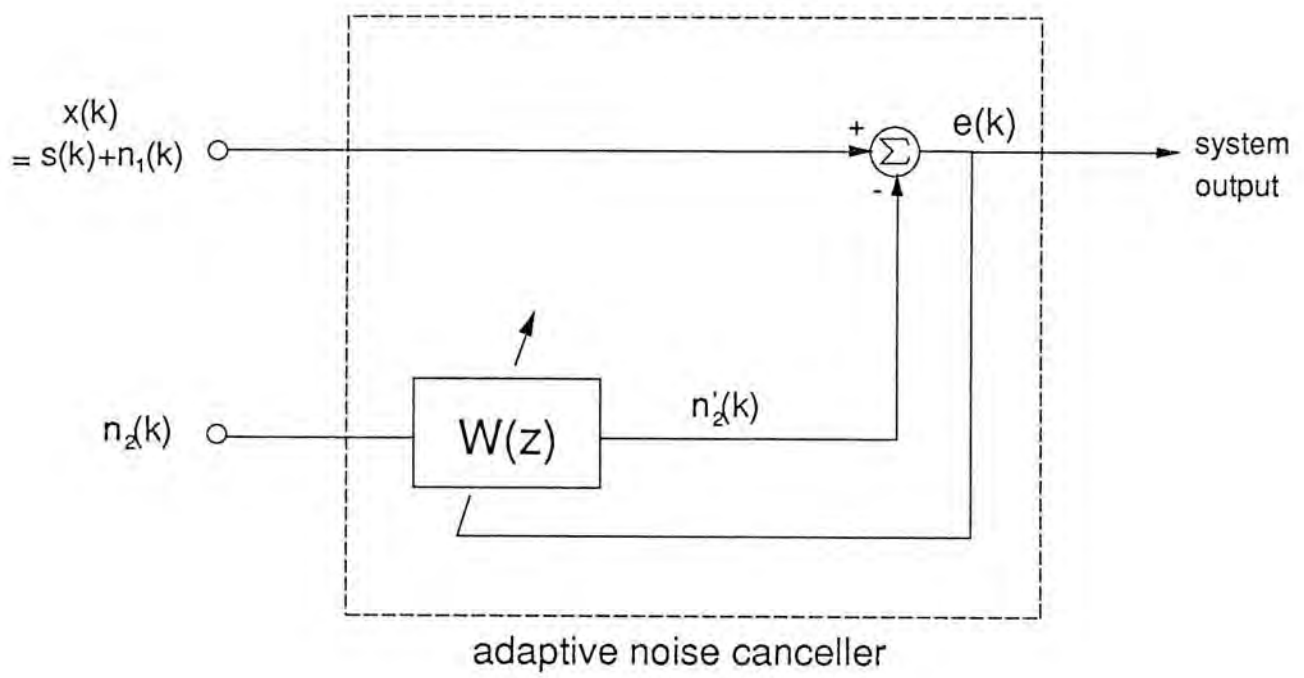 x(k)
= s(k)+n₁(k)
+
Σ
-
e(k)
system
output
n₂(k)
W(z)
n₂'(k)
adaptive noise canceller